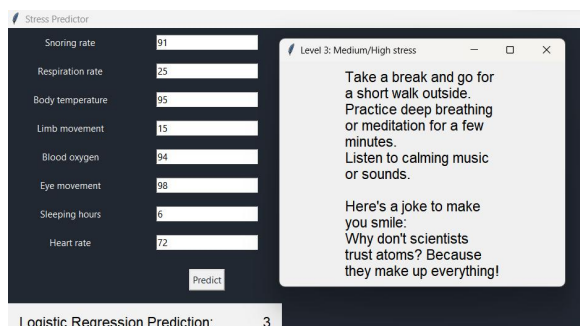 Stress Predictor
Snoring rate 91
Respiration rate 25
Body temperature 95
Limb movement 15
Blood oxygen 94
Eye movement 98
Sleeping hours 6
Heart rate 72
Predict
Logistic Regression Prediction: 3
Level 3: Medium/High stress
Take a break and go for
a short walk outside.
Practice deep breathing
or meditation for a few
minutes.
Listen to calming music
or sounds.
Here's a joke to make
you smile:
Why don't scientists
trust atoms? Because
they make up everything!